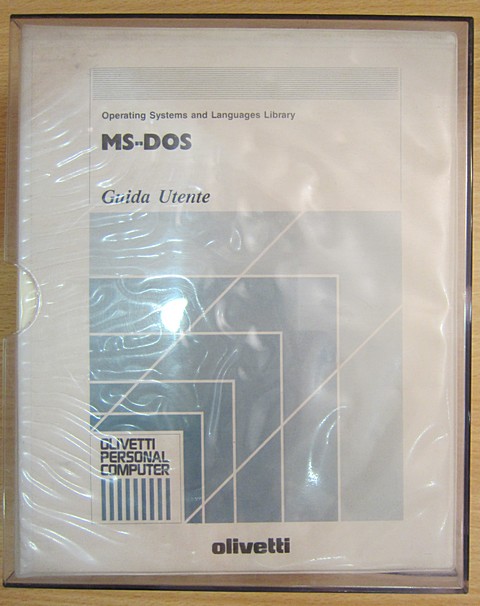 Operating Systems and Languages Library
MS-DOS
Guida Utente
OLIVETTI
PERSONAL
COMPUTER
olivetti